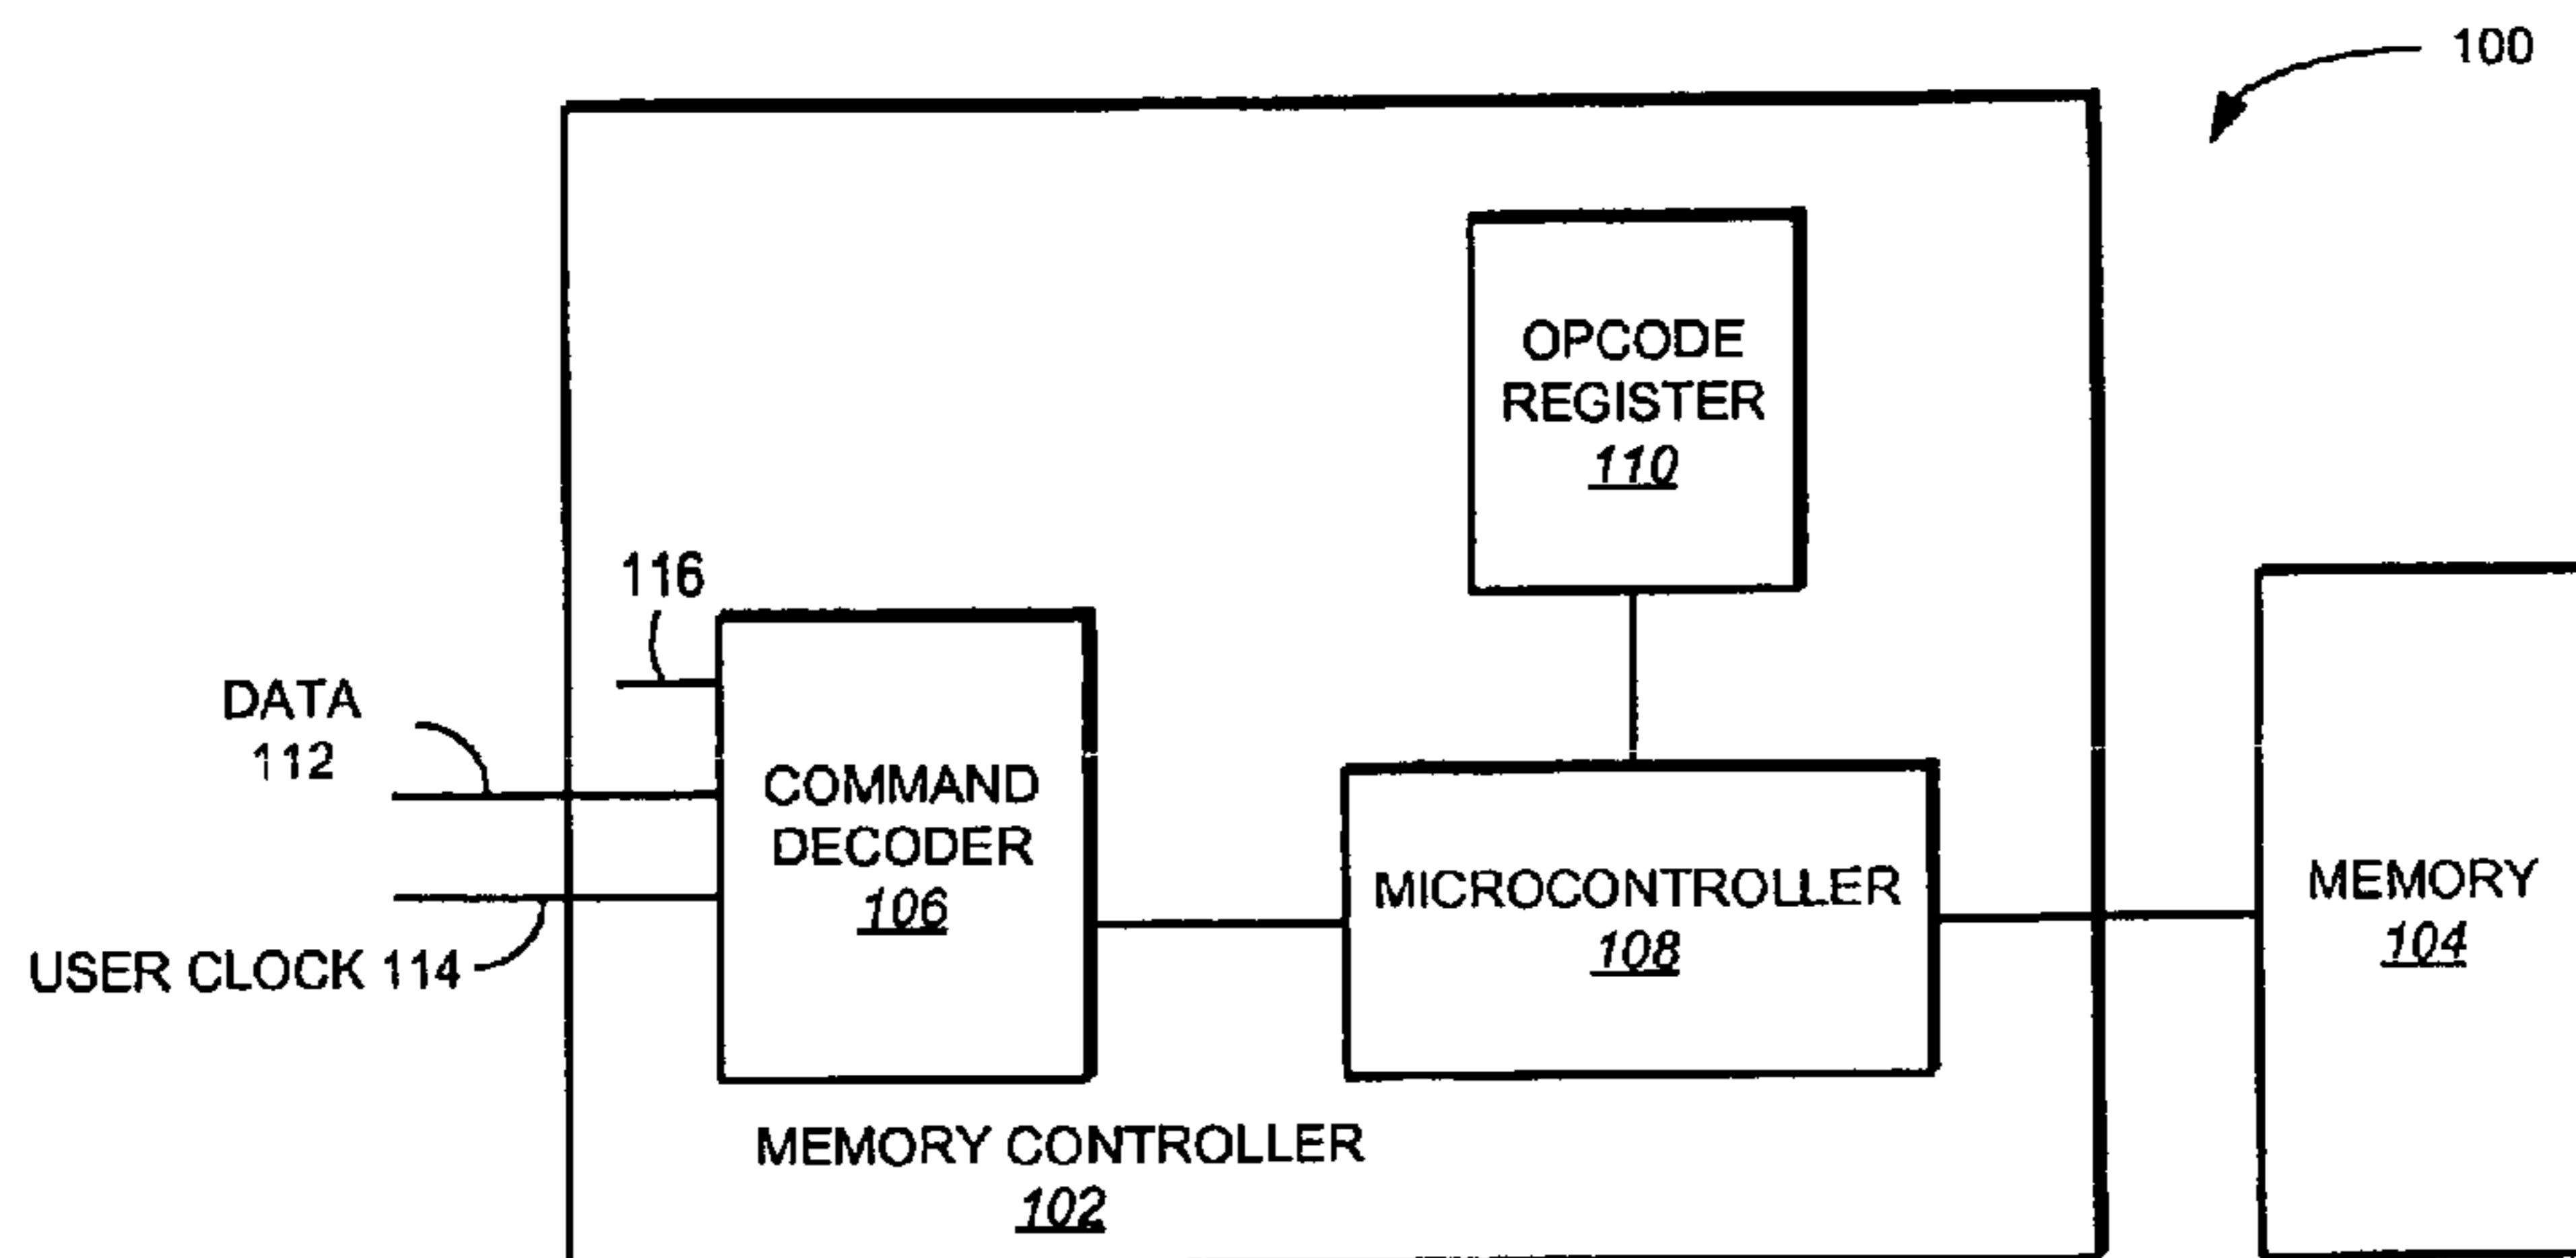 100
OPCODE
REGISTER
110
116
DATA
112
COMMAND
DECODER
106
USER CLOCK 114
MICROCONTROLLER
108
MEMORY
104
MEMORY CONTROLLER
102